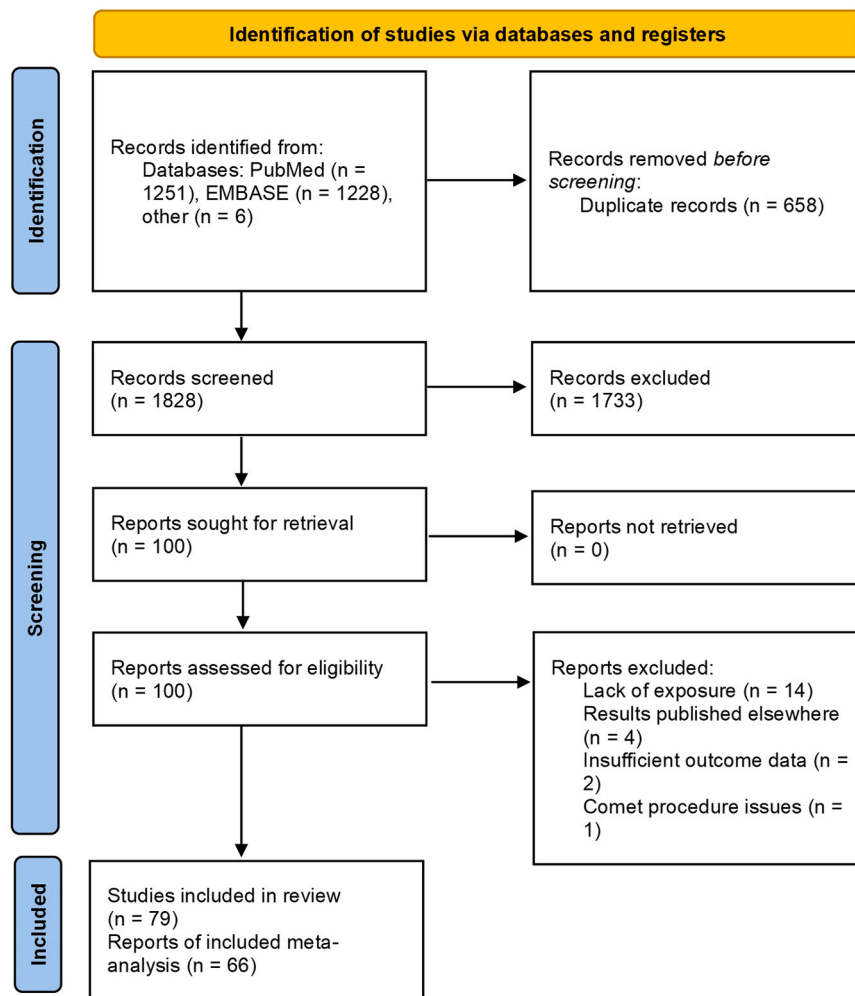 Identification of studies via databases and registers
Identification
Records identified from:
Databases: PubMed (n =
1251), EMBASE (n = 1228),
other (n = 6)
Records removed before
screening:
Duplicate records (n = 658)
Screening
Records screened
(n = 1828)
Records excluded
(n = 1733)
Reports sought for retrieval
(n = 100)
Reports not retrieved
(n = 0)
Reports assessed for eligibility
(n = 100)
Reports excluded:
Lack of exposure (n = 14)
Results published elsewhere
(n = 4)
Insufficient outcome data (n =
2)
Comet procedure issues (n =
1)
Included
Studies included in review
(n = 79)
Reports of included meta-
analysis (n = 66)